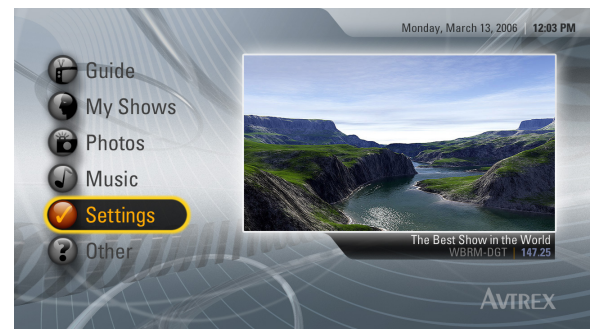 Monday, March 13, 2006 | 12:03 PM
Guide
My Shows
Photos
Music
Settings
Other
The Best Show in the World
WBRM-DGT | 147.25
AVTREX